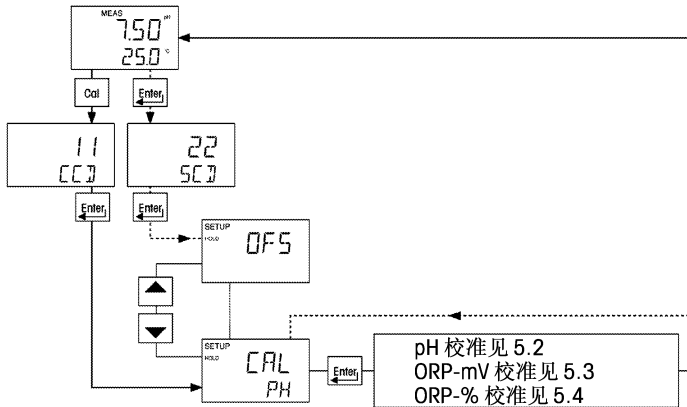 MEAS
7.50 pH
25.0 °C
Cal
Enter
11
CCD
22
SCD
Enter
Enter
SETUP
HOLD
OFS
SETUP
HOLD
CAL
PH
Enter
pH 校准见 5.2
ORP-mV 校准见 5.3
ORP-% 校准见 5.4